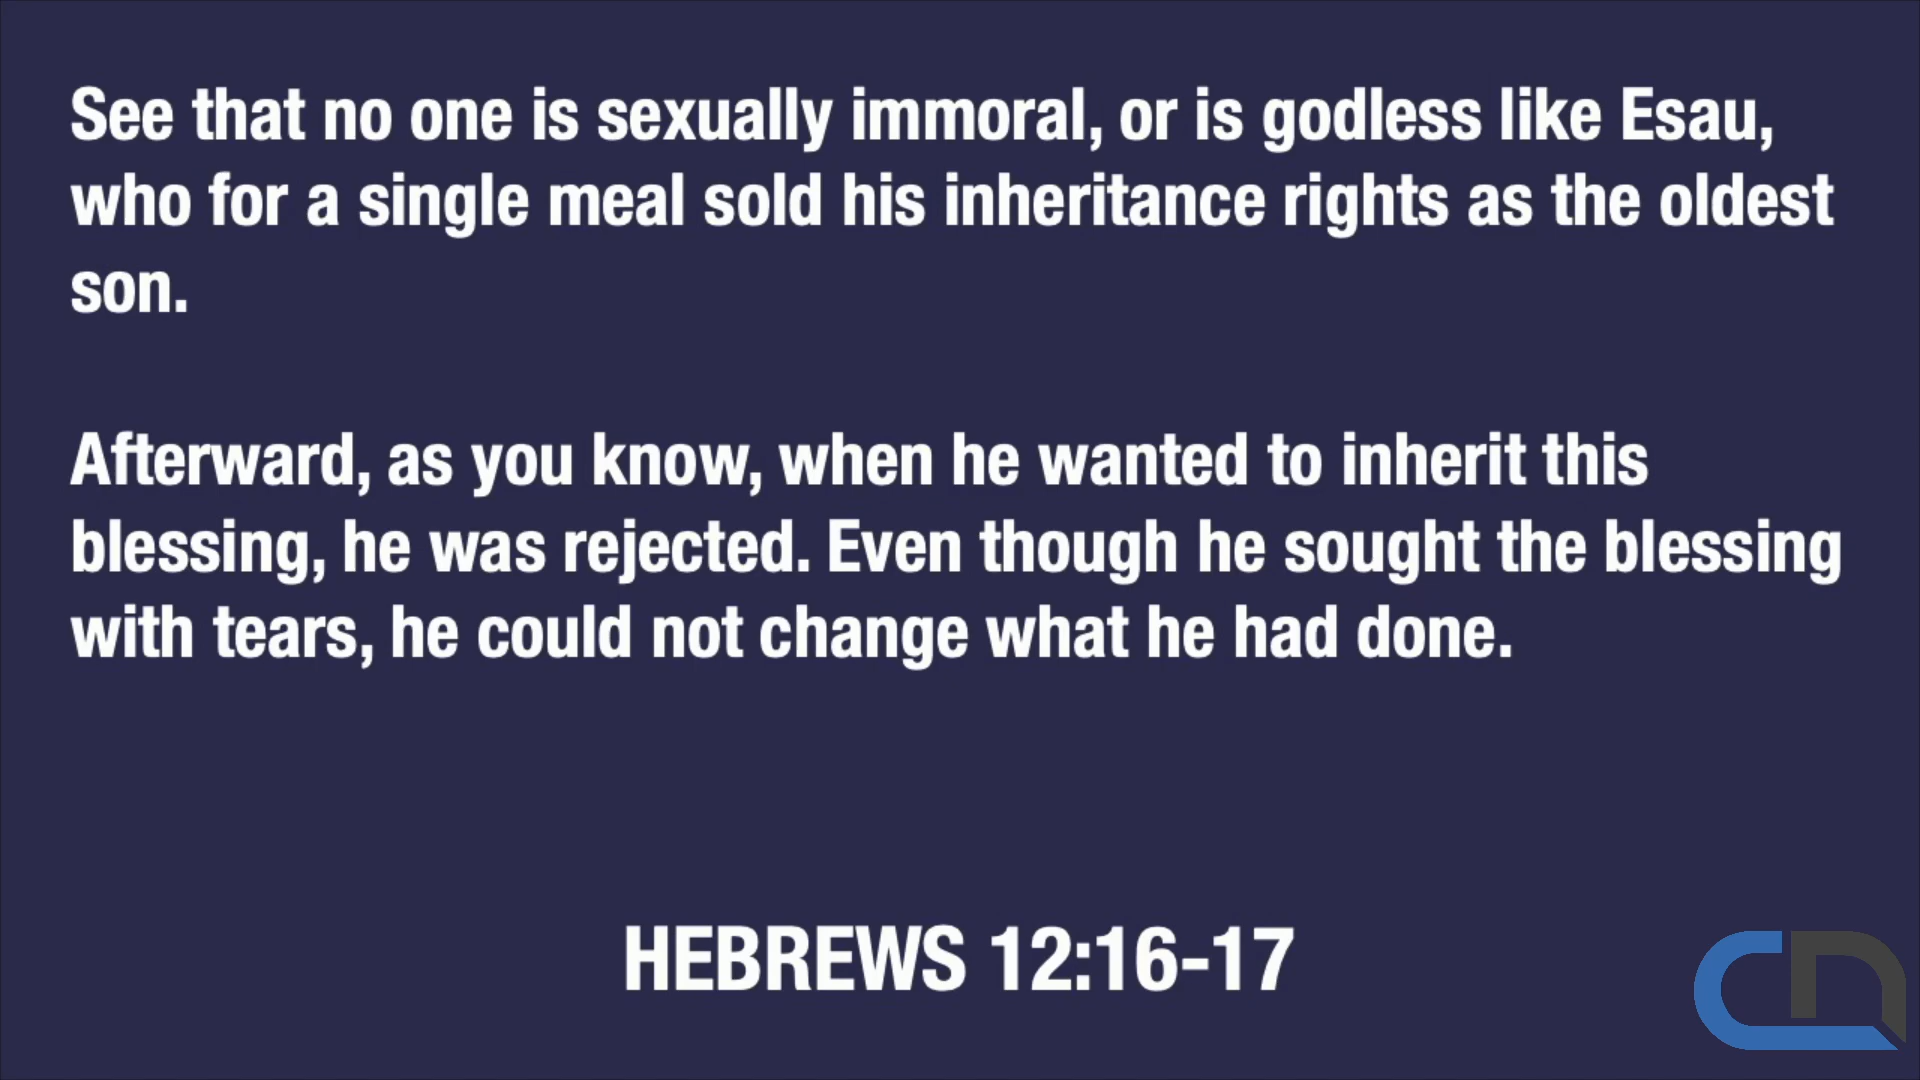 See that no one is sexually immoral, or is godless like Esau,
who for a single meal sold his inheritance rights as the oldest
son.
Afterward, as you know, when he wanted to inherit this
blessing, he was rejected. Even though he sought the blessing
with tears, he could not change what he had done.
HEBREWS 12:16-17